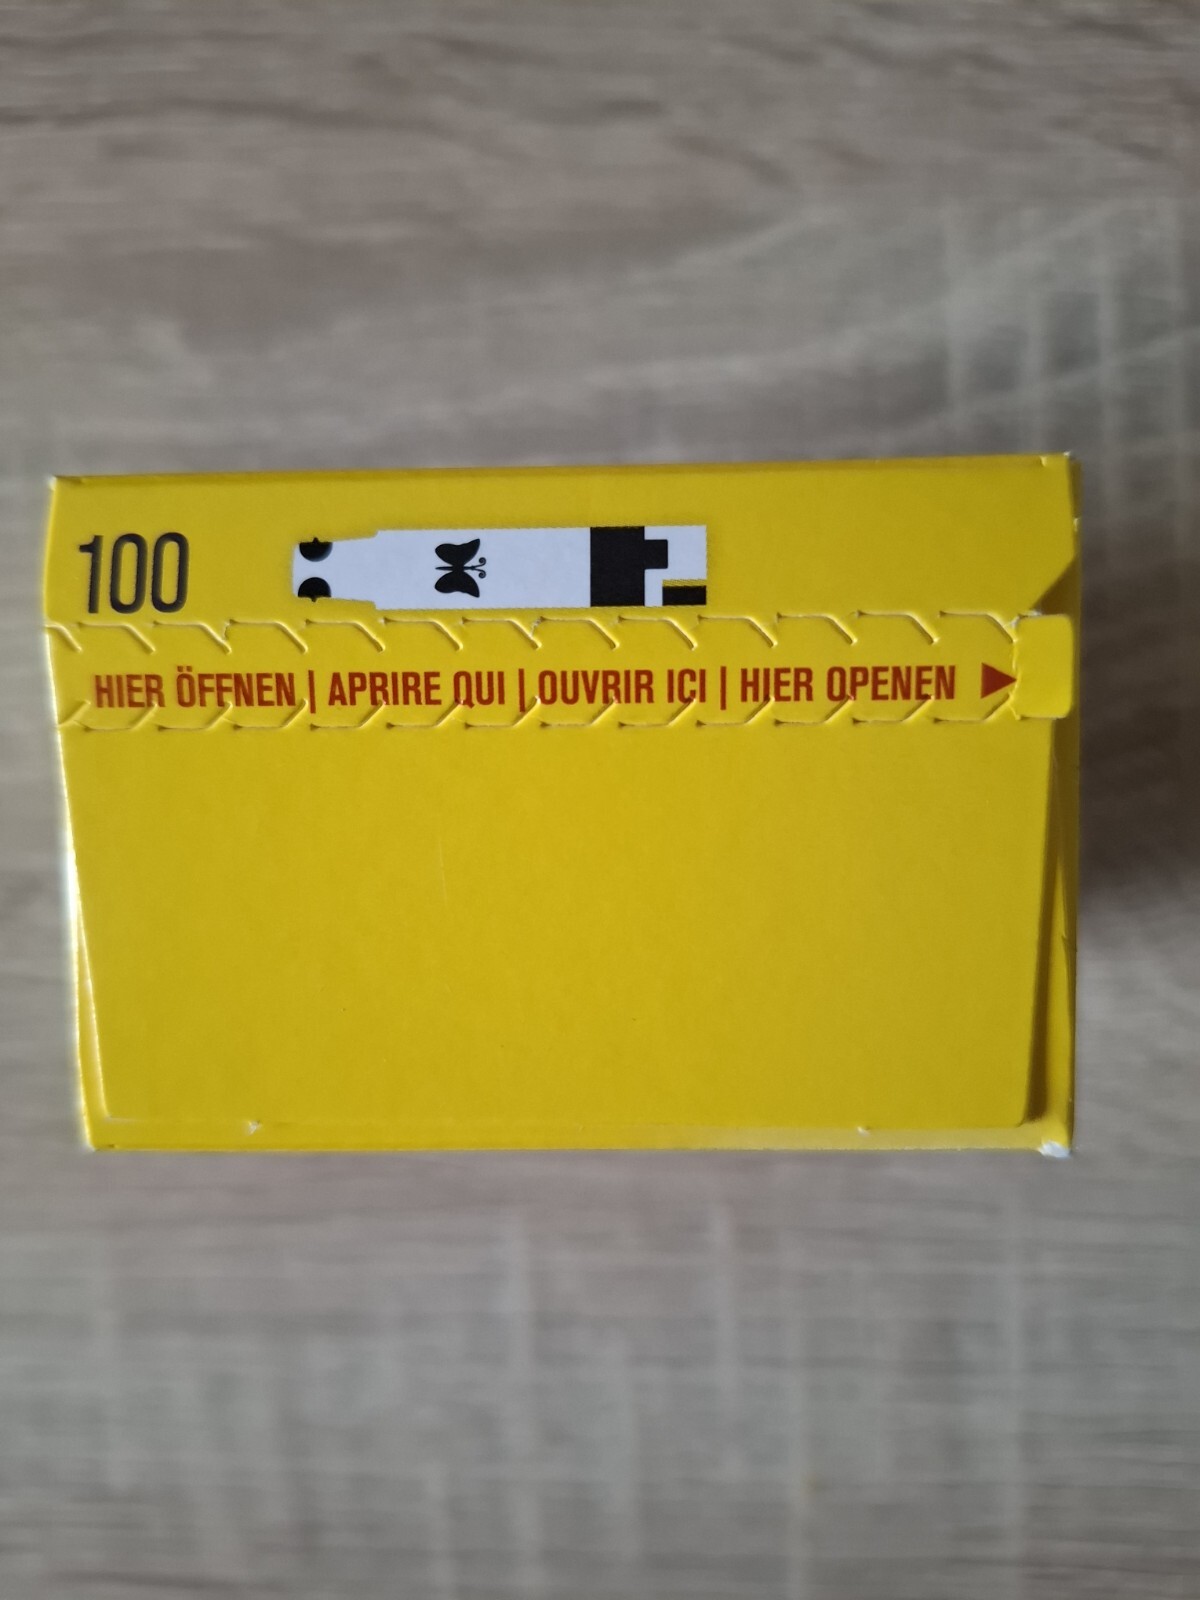 100
HIER ÖFFNEN | APRIRE QUI | OUVRIR ICI | HIER OPENEN